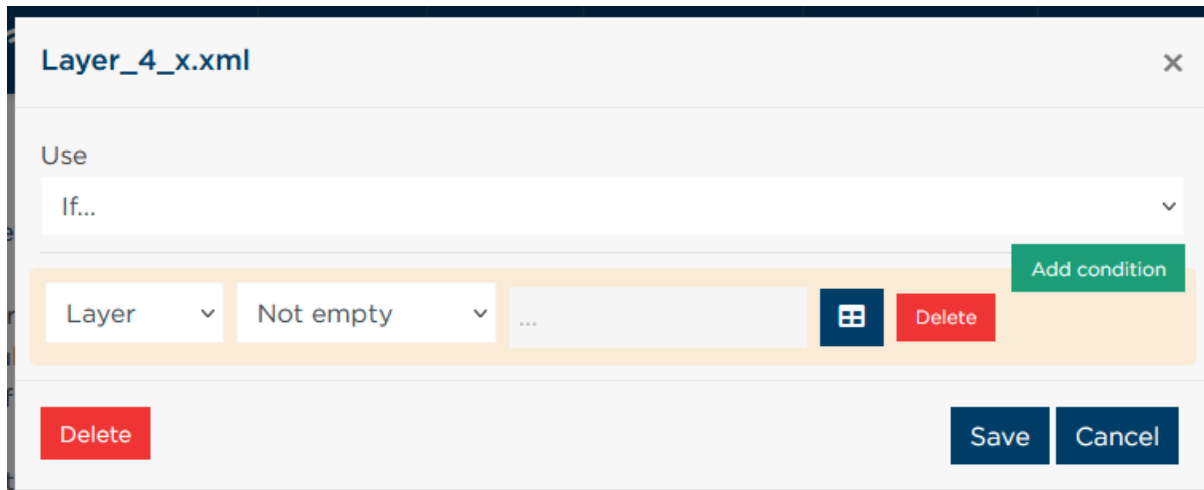 Layer_4_x.xml
×
Use
If...
Add condition
Layer Not empty ... Delete
Delete Save Cancel